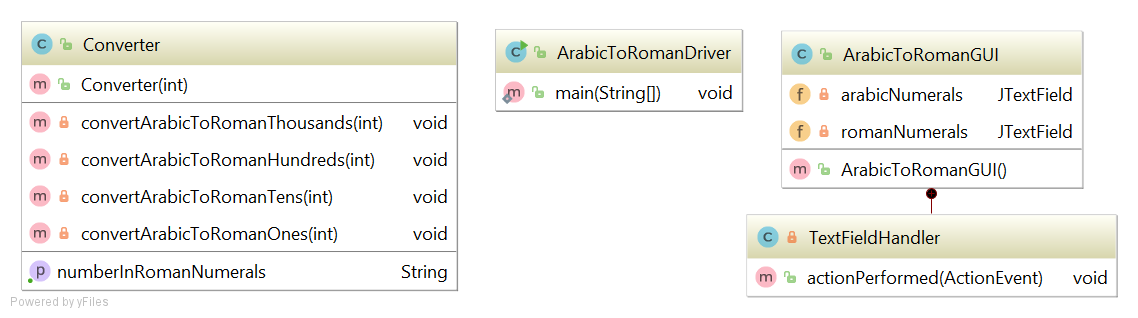 Converter
Converter(int)
convertArabicToRomanThousands(int) void
convertArabicToRomanHundreds(int) void
convertArabicToRomanTens(int) void
convertArabicToRomanOnes(int) void
numberInRomanNumerals String
Powered by yFiles
ArabicToRomanDriver
main(String[]) void
ArabicToRomanGUI
arabicNumerals JTextField
romanNumerals JTextField
ArabicToRomanGUI()
TextFieldHandler
actionPerformed(ActionEvent) void